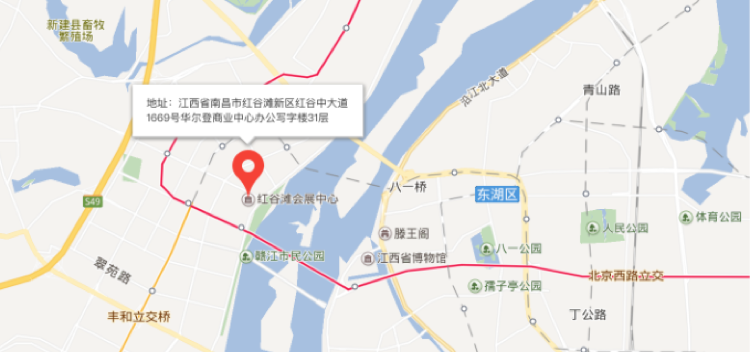 新建县畜牧
繁殖场
沿江北大道
青山路
地址：江西省南昌市红谷滩新区红谷中大道
1669号华尔登商业中心办公写字楼31层
八一桥
东湖区
红谷滩会展中心
S49
体育公园
人民公园
滕王阁
八一公园
赣江市民公园
江西省博物馆
翠苑路
北京西路立交
孺子亭公园
丰和立交桥
丁公路